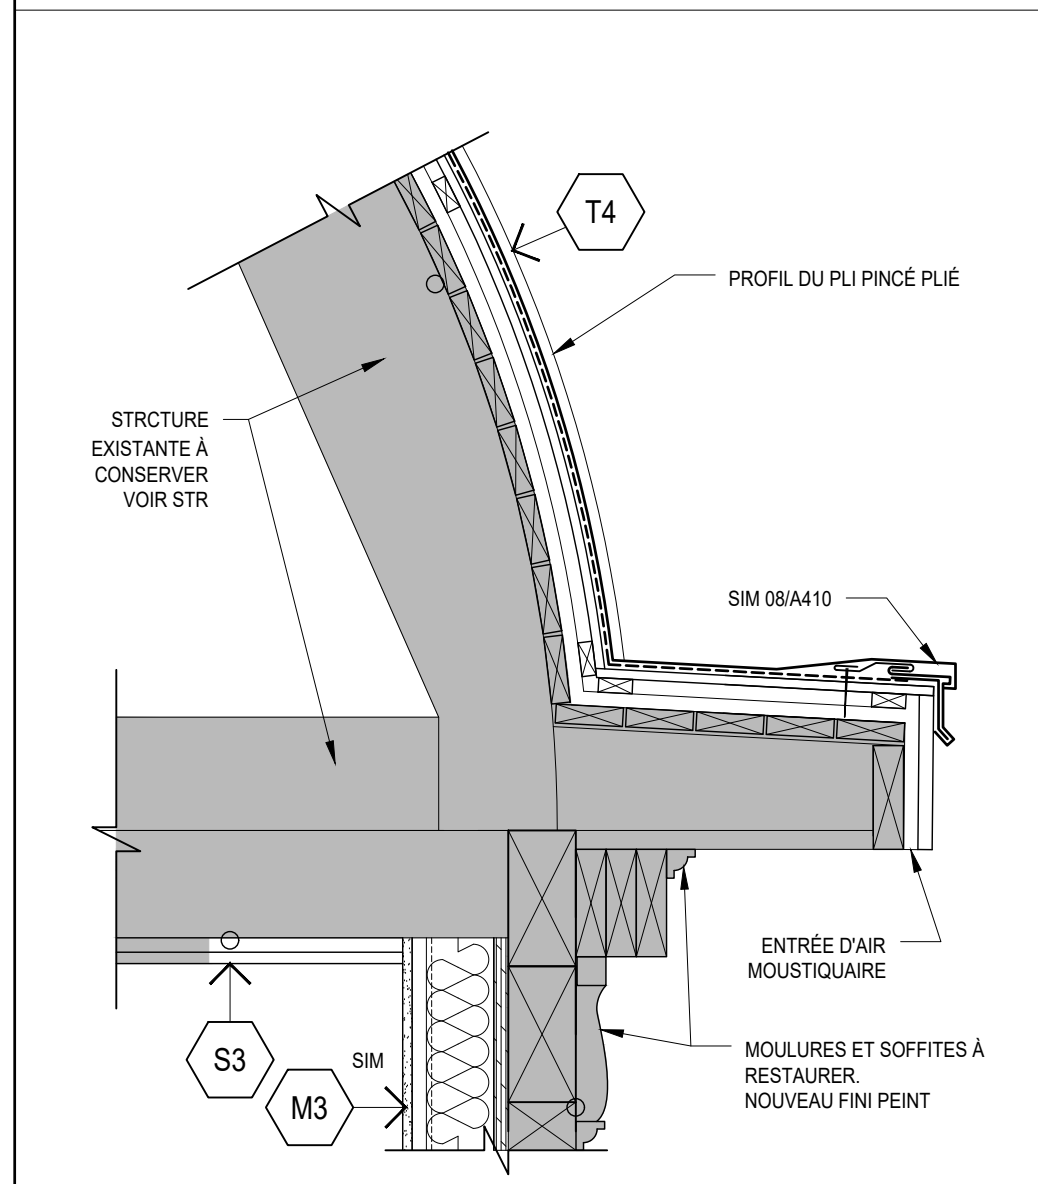 T4
PROFIL DU PLI PINCÉ PLIÉ
STRCTURE
EXISTANTE À
CONSERVER
VOIR STR
SIM 08/A410
ENTRÉE D'AIR
MOUSTIQUAIRE
S3
SIM
M3
MOULURES ET SOFFITES À
RESTAURER.
NOUVEAU FINI PEINT